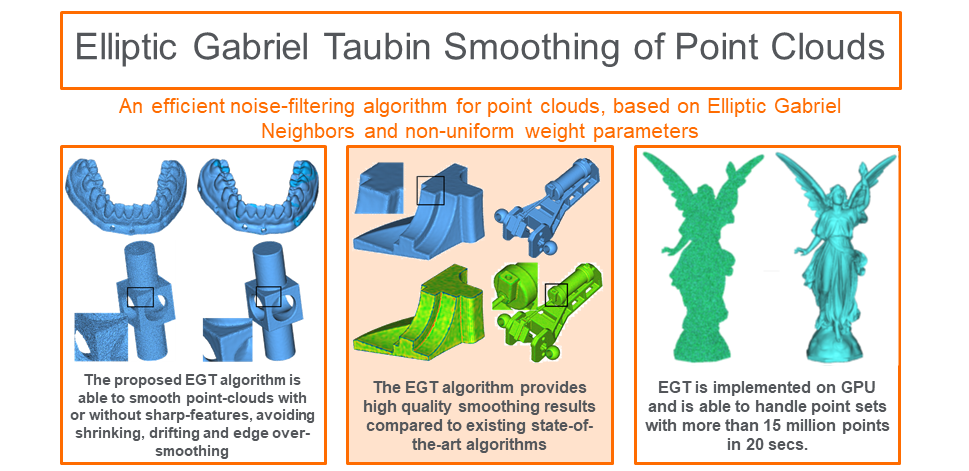 Elliptic Gabriel Taubin Smoothing of Point Clouds
An efficient noise-filtering algorithm for point clouds, based on Elliptic Gabriel
Neighbors and non-uniform weight parameters
The proposed EGT algorithm is
able to smooth point-clouds with
or without sharp-features, avoiding
shrinking, drifting and edge over-
smoothing
The EGT algorithm provides
high quality smoothing results
compared to existing state-of-
the-art algorithms
EGT is implemented on GPU
and is able to handle point sets
with more than 15 million points
in 20 secs.